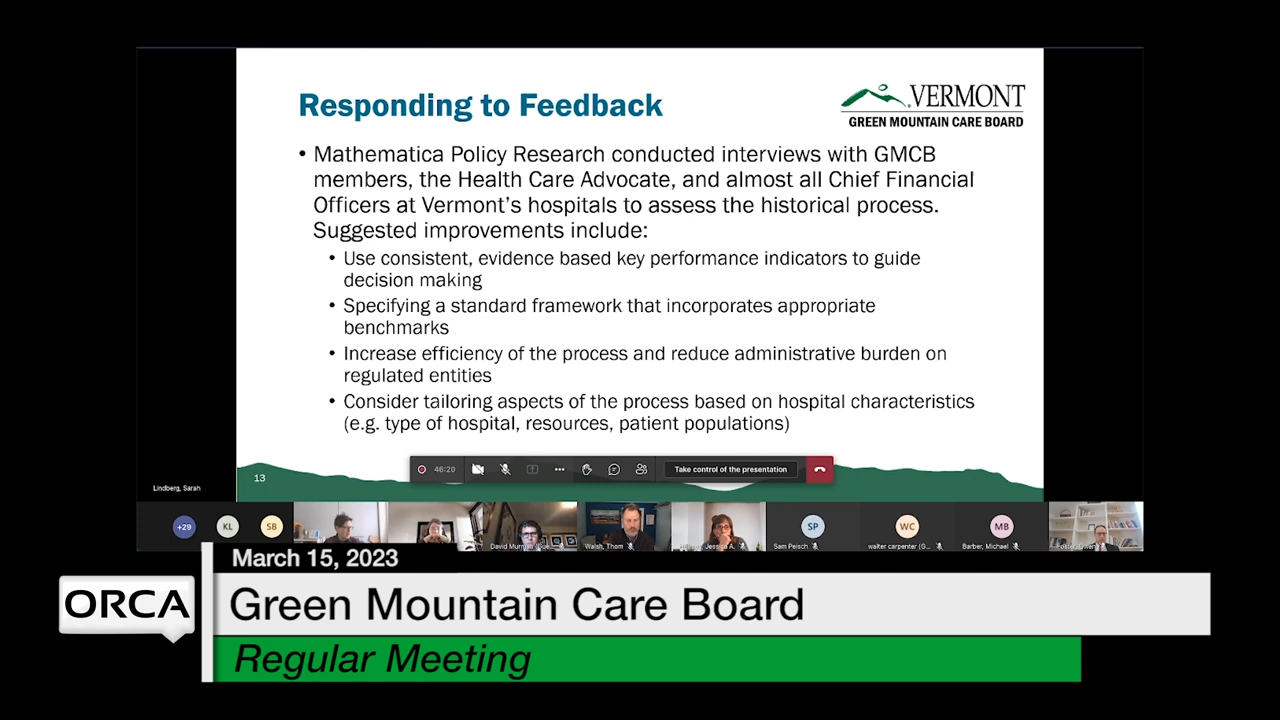 Responding to Feedback
VERMONT
GREEN MOUNTAIN CARE BOARD
• Mathematica Policy Research conducted interviews with GMCB
members, the Health Care Advocate, and almost all Chief Financial
Officers at Vermont's hospitals to assess the historical process.
Suggested improvements include:
• Use consistent, evidence based key performance indicators to guide
decision making
• Specifying a standard framework that incorporates appropriate
benchmarks
• Increase efficiency of the process and reduce administrative burden on
regulated entities
• Consider tailoring aspects of the process based on hospital characteristics
(e.g. type of hospital, resources, patient populations)
46:20
Take control of the presentation
13
Lindberg, Sarah
+29
KL
SB
SP
WC
MB
David Murman
Walsh, Thom
Jessica A.
Sam Peisch
walter carpenter (G...
Barber, Michael
March 15, 2023
ORCA
Green Mountain Care Board
Regular Meeting